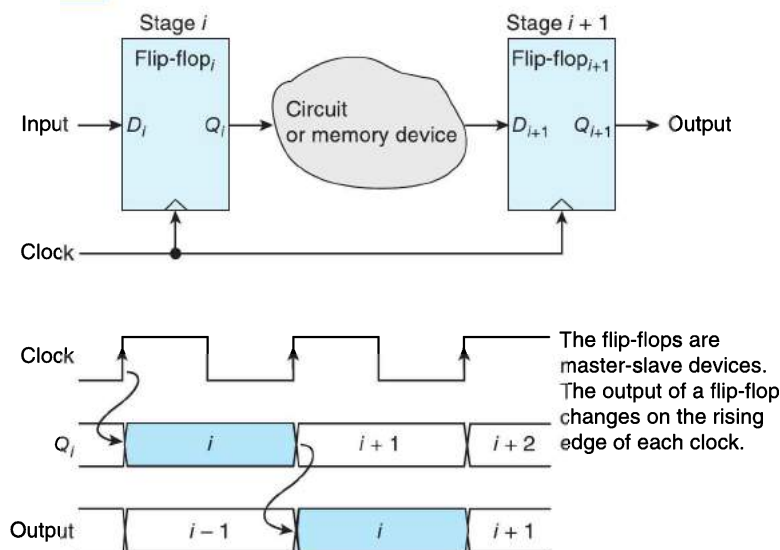 Stage i
Stage i + 1
Flip-flopi
Flip-flopi+1
Input
Di
Qi
Circuit
or memory device
Di+1
Qi+1
Output
Clock
Clock
The flip-flops are
master-slave devices.
The output of a flip-flop
changes on the rising
edge of each clock.
Qi
i
i + 1
i + 2
Output
i − 1
i
i + 1